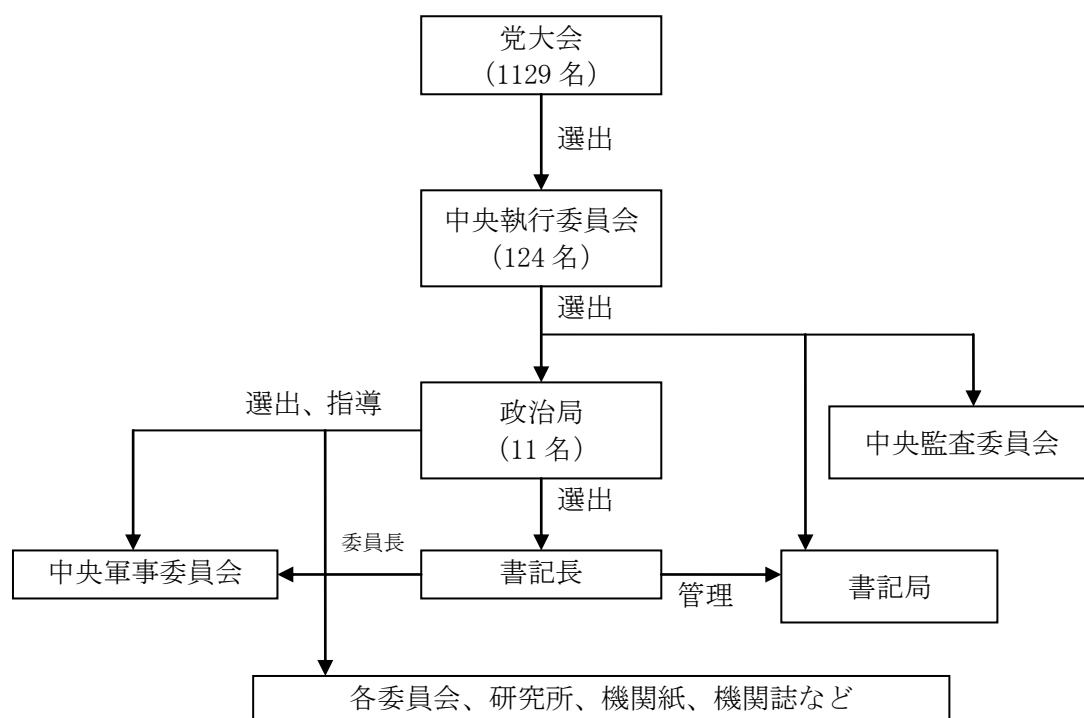 党大会
(1129 名)
選出
中央執行委員会
(124 名)
選出
選出、指導
政治局
(11 名)
中央監査委員会
選出
委員長
中央軍事委員会
書記長
管理
書記局
各委員会、研究所、機関紙、機関誌など